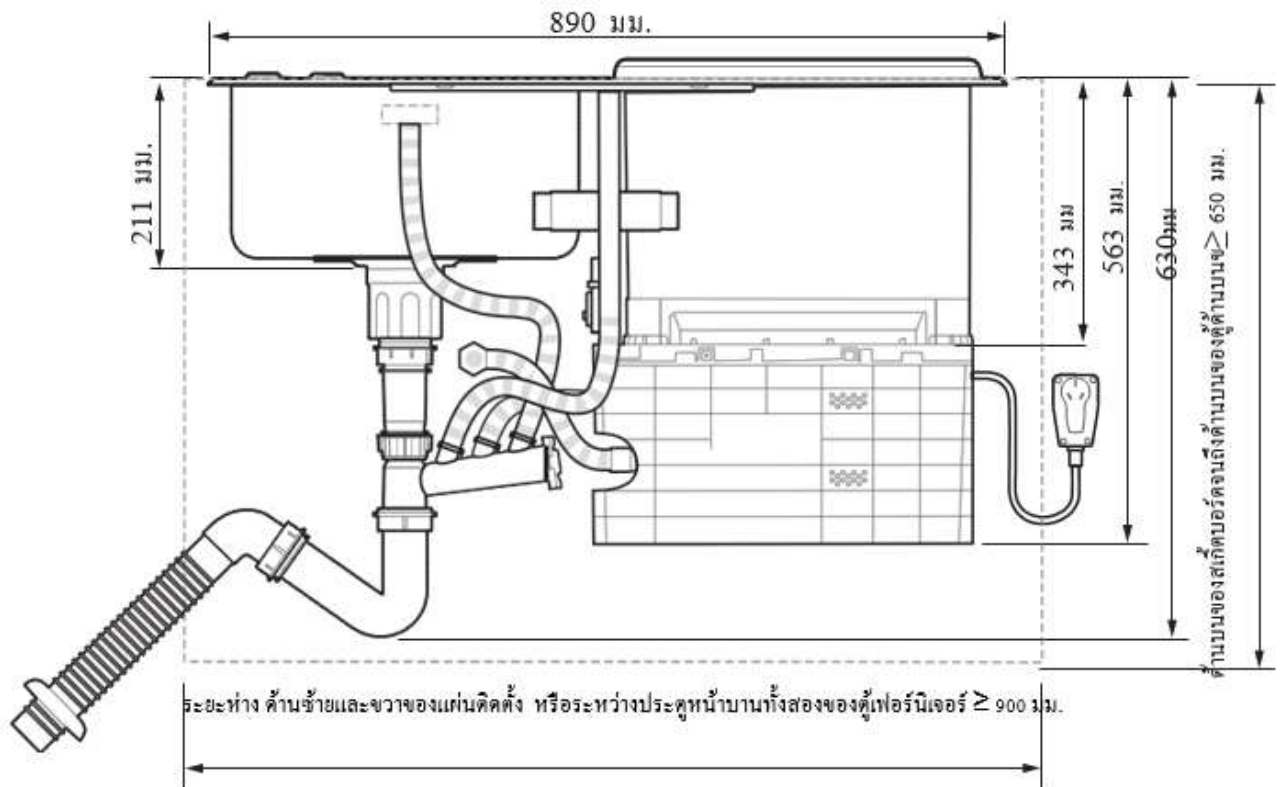 890 มม.
211 มม.
343 มม
563 มม.
630มม
ด้านบนของสเกิตบอร์ดจนถึงด้านบนของตู้ด้านบนข≥ 650 มม.
ระยะห่าง ด้านซ้ายและขวาของแผ่นติดตั้ง หรือระหว่างประตูหน้าบานทั้งสองของตู้เฟอร์นิเจอร์ ≥ 900 มม.